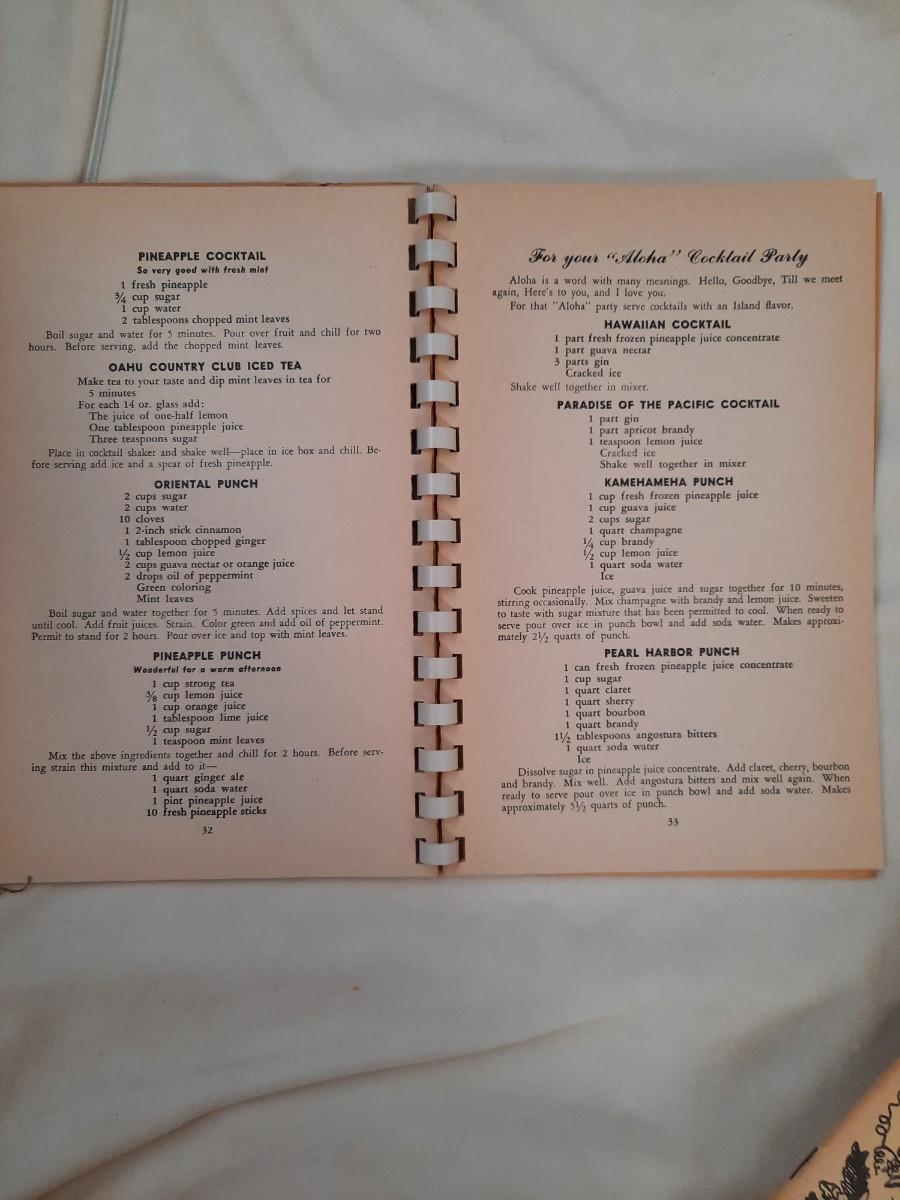 PINEAPPLE COCKTAIL
So very good with fresh mint
1 fresh pineapple
¾ cup sugar
1 cup water
2 tablespoons chopped mint leaves
Boil sugar and water for 5 minutes. Pour over fruit and chill for two
hours. Before serving, add the chopped mint leaves.
OAHU COUNTRY CLUB ICED TEA
Make tea to your taste and dip mint leaves in tea for
5 minutes
For each 14 oz. glass add:
The juice of one-half lemon
One tablespoon pineapple juice
Three teaspoons sugar
Place in cocktail shaker and shake well—place in ice box and chill. Be-
fore serving add ice and a spear of fresh pineapple.
ORIENTAL PUNCH
2 cups sugar
2 cups water
10 cloves
1 2-inch stick cinnamon
1 tablespoon chopped ginger
½ cup lemon juice
2 cups guava nectar or orange juice
2 drops oil of peppermint
Green coloring
Mint leaves
Boil sugar and water together for 5 minutes. Add spices and let stand
until cool. Add fruit juices. Strain. Color green and add oil of peppermint.
Permit to stand for 2 hours. Pour over ice and top with mint leaves.
PINEAPPLE PUNCH
Wonderful for a warm afternoon
1 cup strong tea
⅜ cup lemon juice
1 cup orange juice
1 tablespoon lime juice
½ cup sugar
1 teaspoon mint leaves
Mix the above ingredients together and chill for 2 hours. Before serv-
ing strain this mixture and add to it—
1 quart ginger ale
1 quart soda water
1 pint pineapple juice
10 fresh pineapple sticks
32
For your "Aloha" Cocktail Party
Aloha is a word with many meanings. Hello, Goodbye, Till we meet
again, Here's to you, and I love you.
For that "Aloha" party serve cocktails with an Island flavor.
HAWAIIAN COCKTAIL
1 part fresh frozen pineapple juice concentrate
1 part guava nectar
3 parts gin
Cracked ice
Shake well together in mixer.
PARADISE OF THE PACIFIC COCKTAIL
1 part gin
1 part apricot brandy
1 teaspoon lemon juice
Cracked ice
Shake well together in mixer
KAMEHAMEHA PUNCH
1 cup fresh frozen pineapple juice
1 cup guava juice
2 cups sugar
1 quart champagne
¼ cup brandy
½ cup lemon juice
1 quart soda water
Ice
Cook pineapple juice, guava juice and sugar together for 10 minutes,
stirring occasionally. Mix champagne with brandy and lemon juice. Sweeten
to taste with sugar mixture that has been permitted to cool. When ready to
serve pour over ice in punch bowl and add soda water. Makes approxi-
mately 2½ quarts of punch.
PEARL HARBOR PUNCH
1 can fresh frozen pineapple juice concentrate
1 cup sugar
1 quart claret
1 quart sherry
1 quart bourbon
1 quart brandy
1½ tablespoons angostura bitters
1 quart soda water
Ice
Dissolve sugar in pineapple juice concentrate. Add claret, cherry, bourbon
and brandy. Mix well. Add angostura bitters and mix well again. When
ready to serve pour over ice in punch bowl and add soda water. Makes
approximately 5½ quarts of punch.
33